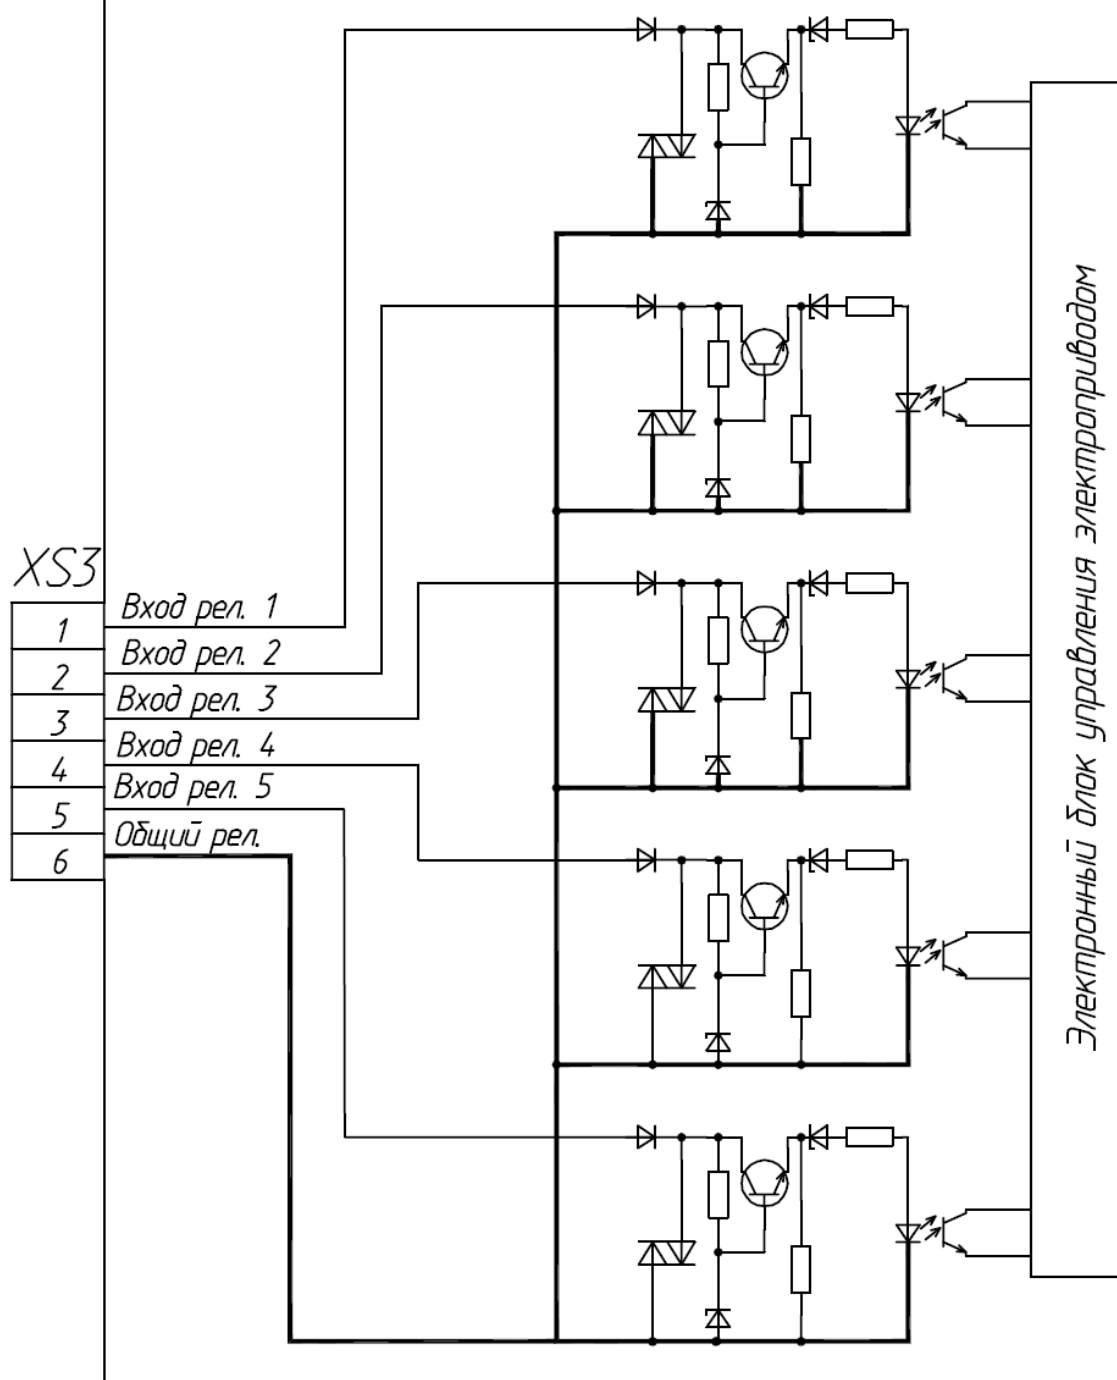 XS3
1 Вход рел. 1
2 Вход рел. 2
3 Вход рел. 3
4 Вход рел. 4
5 Вход рел. 5
6 Общий рел.
Электронный блок управления электроприводом